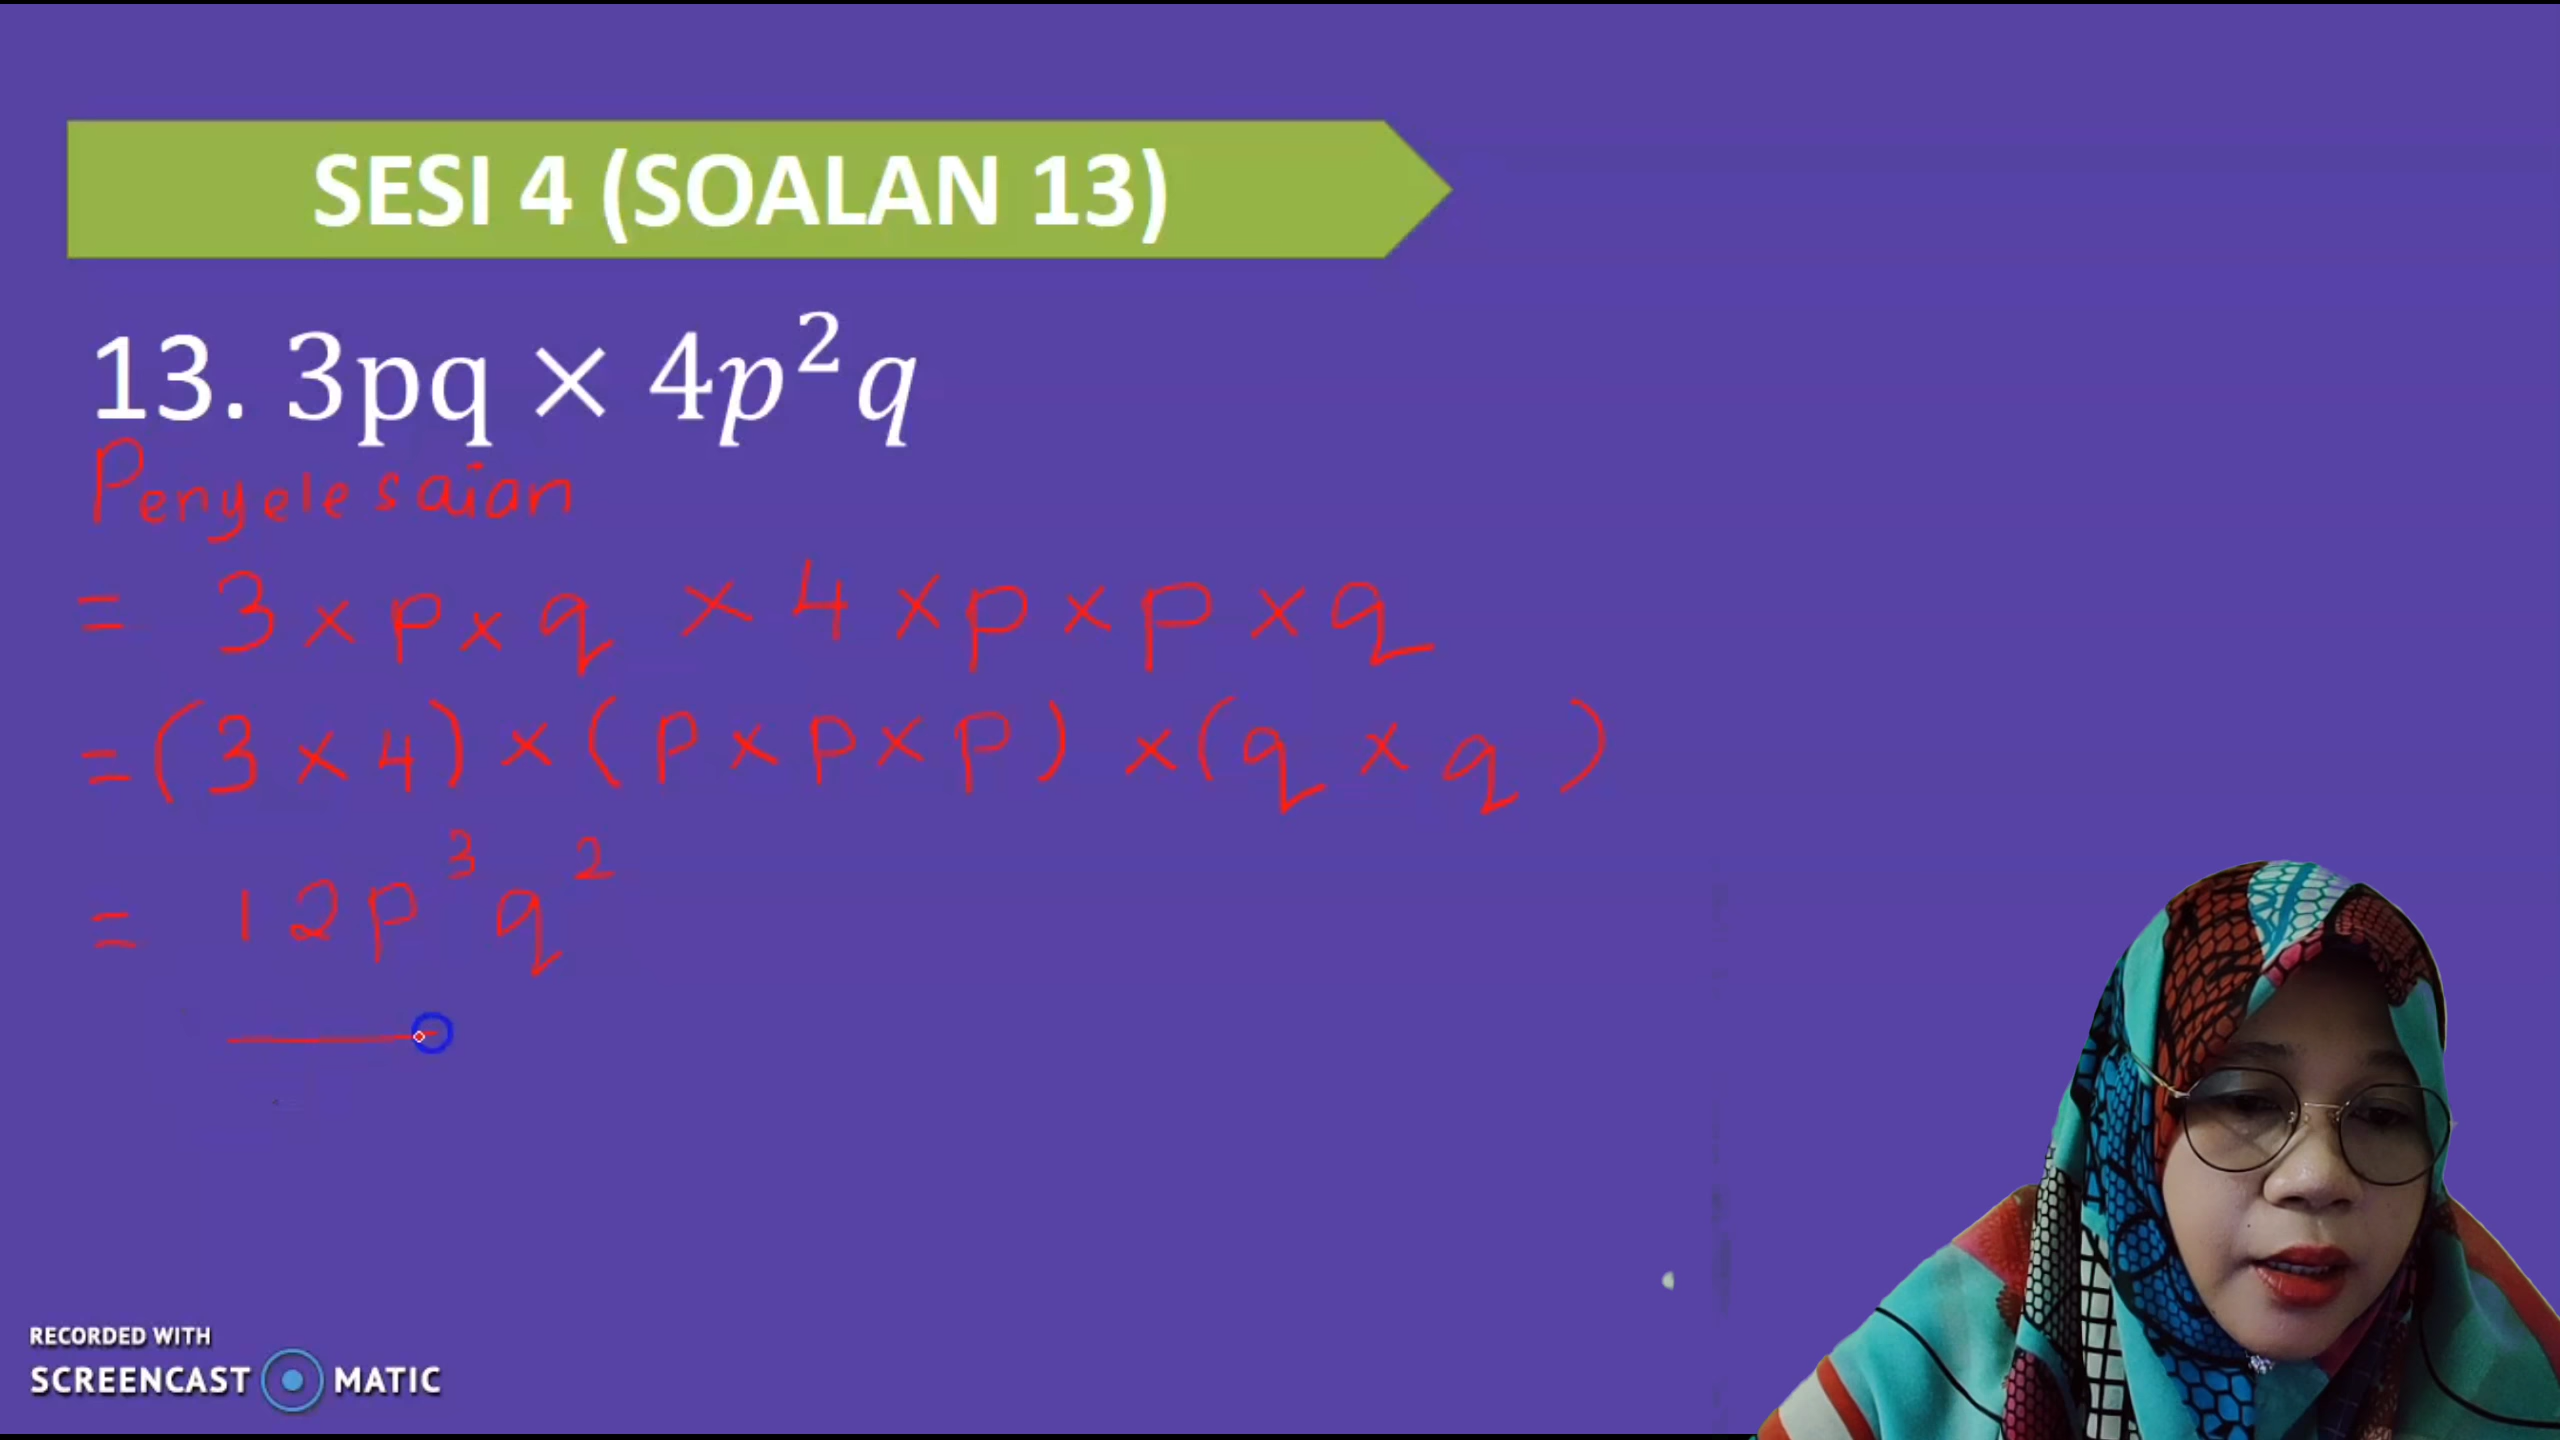 SESI 4 (SOALAN 13)
13. 3pq × 4p²q
Penyelesaian
= 3 × p × q × 4 × p × p × q
= (3 × 4) × (p × p × p) × (q × q)
= 12p³q²
RECORDED WITH
SCREENCAST MATIC